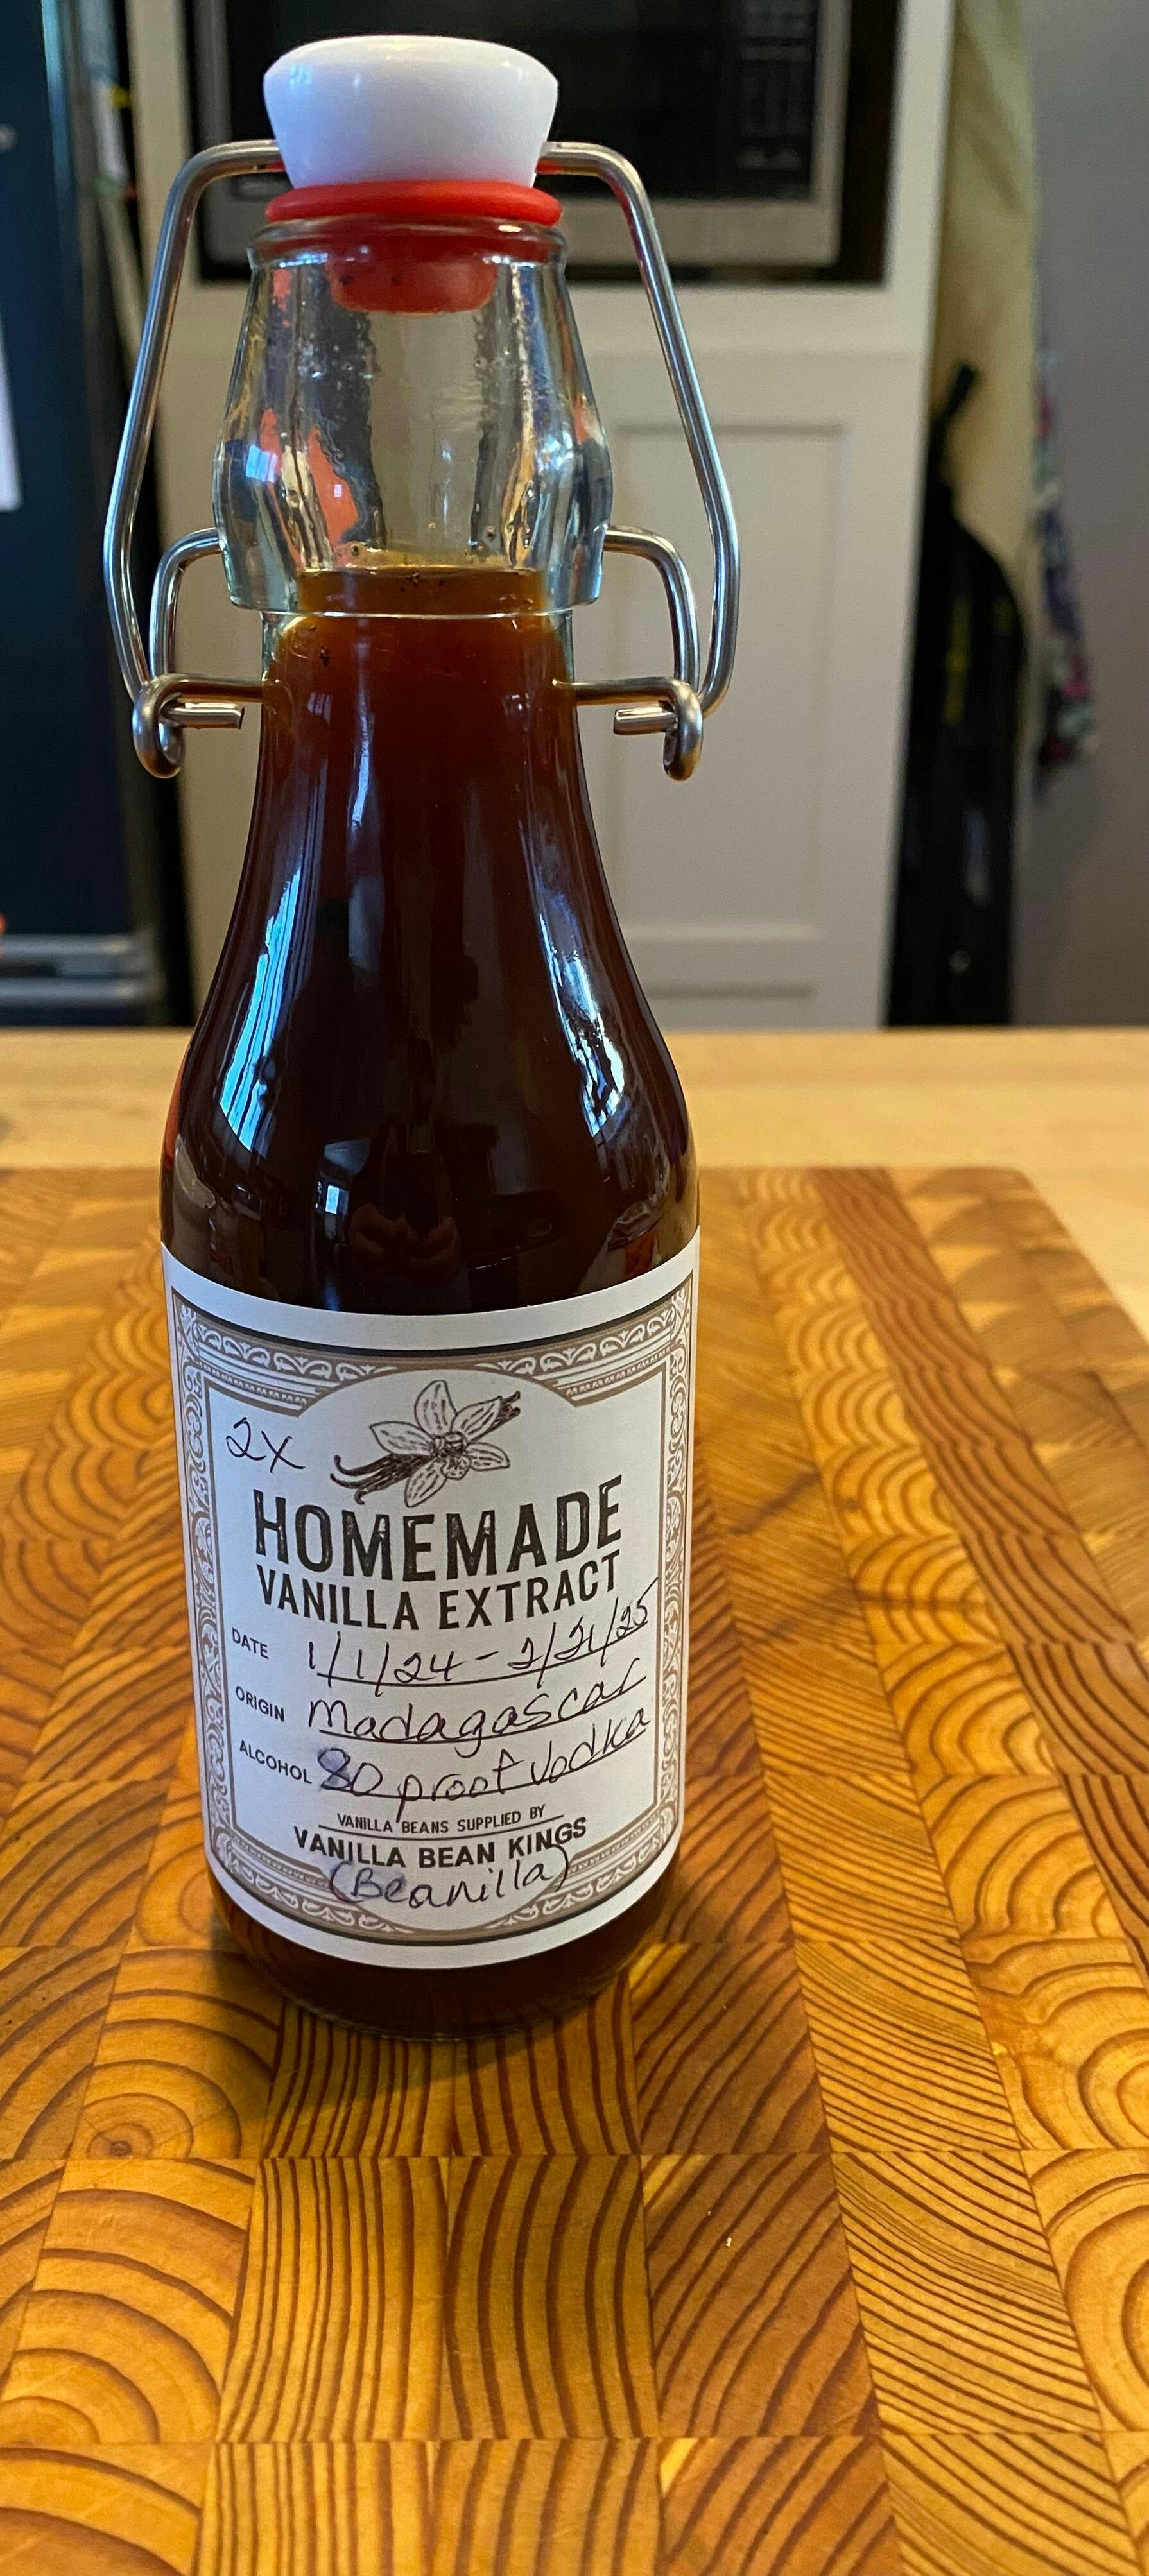 2X
HOMEMADE
VANILLA EXTRACT
DATE 1/1/24 - 2/21/25
ORIGIN Madagascar
ALCOHOL 80 proof Vodka
VANILLA BEANS SUPPLIED BY
VANILLA BEAN KINGS
(Beanilla)